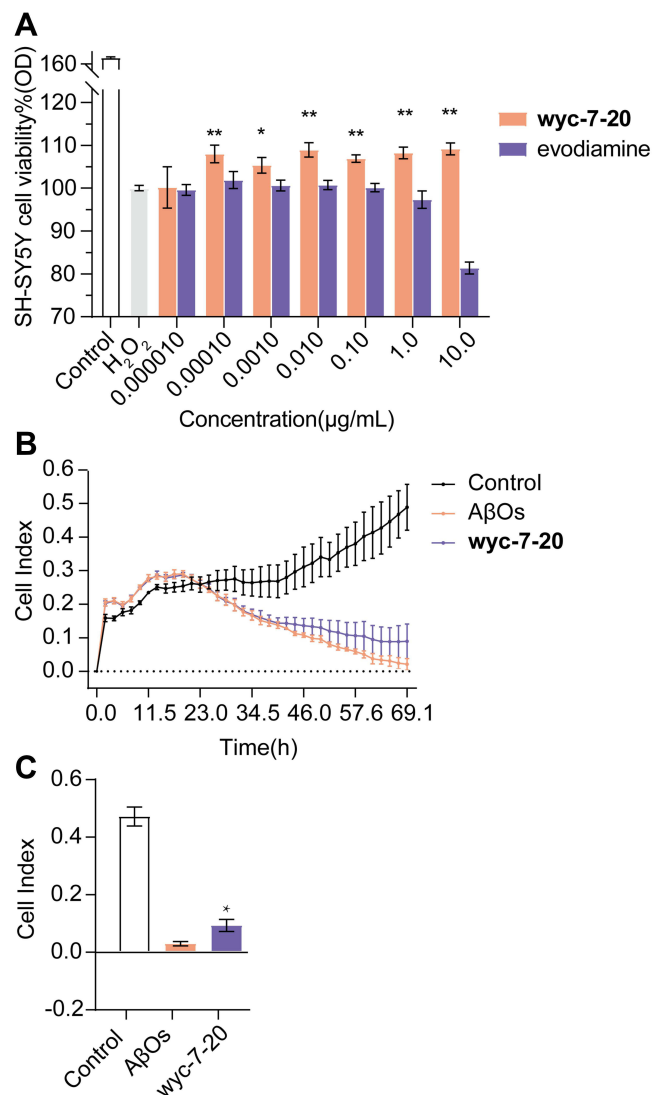 A
SH-SY5Y cell viability%(OD)
160
120
110
100
90
80
70
**
*
**
**
**
**
wyc-7-20
evodiamine
Control
H₂O₂
0.000010
0.00010
0.0010
0.010
0.10
1.0
10.0
Concentration(µg/mL)
B
Cell Index
0.6
0.5
0.4
0.3
0.2
0.1
0.0
0.0
11.5
23.0
34.5
46.0
57.6
69.1
Time(h)
Control
AβOs
wyc-7-20
C
Cell Index
0.6
0.4
0.2
0.0
-0.2
*
Control
AβOs
wyc-7-20